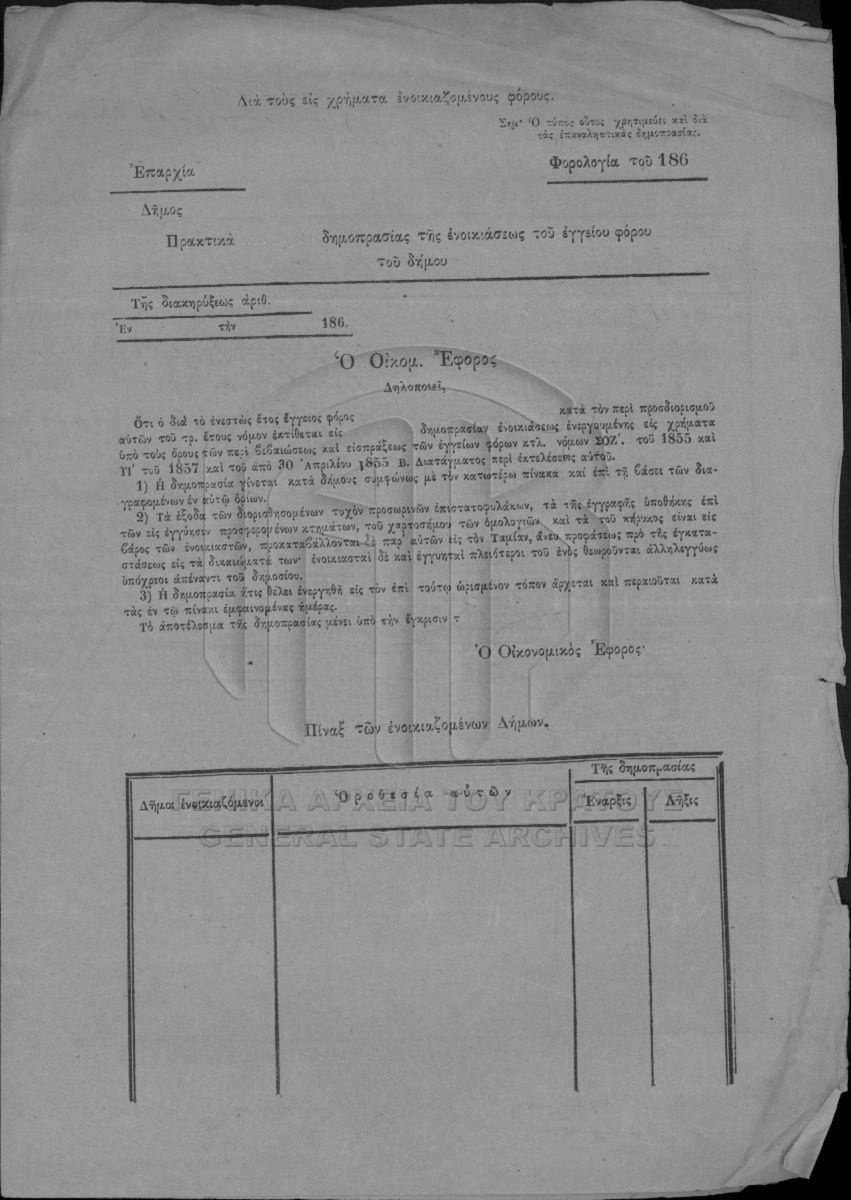 Διὰ τοὺς εἰς χρήματα ἐνοικιαζομένους φόρους.
Σημ· Ὁ τύπος οὗτος χρησιμεύει καὶ διὰ
τὰς ἐπαναληπτικὰς δημοπρασίας.
Ἐπαρχία
Φορολογία τοῦ 186
Δῆμος
Πρακτικὰ δημοπρασίας τῆς ἐνοικιάσεως τοῦ ἐγγείου φόρου
τοῦ δήμου
Τῆς διακηρύξεως ἀριθ.
Ἐν τὴν 186.
Ὁ Οἰκομ. Ἔφορος
Δηλοποιεῖ,
Ὅτι ὁ διὰ τὸ ἐνεστὼς ἔτος ἔγγειος φόρος κατὰ τὸν περὶ προσδιορισμοῦ
αὐτῶν τοῦ τρ. ἔτους νόμον ἐκτίθεται εἰς δημοπρασίαν ἐνοικιάσεως ἐνεργουμένης εἰς χρήματα
ὑπὸ τοὺς ὅρους τῶν περὶ βεβαιώσεως καὶ εἰσπράξεως τῶν ἐγγείων φόρων κτλ. νόμων ΣΟΖ΄. τοῦ 1855 καὶ
ΥΙ΄ τοῦ 1857 καὶ τοῦ ἀπὸ 30 Ἀπριλίου 1855 Β. Διατάγματος περὶ ἐκτελέσεως αὐτοῦ.
1) Ἡ δημοπρασία γίνεται κατὰ δήμους συμφώνως μὲ τὸν κατωτέρω πίνακα καὶ ἐπὶ τῇ βάσει τῶν δια-
γραφομένων ἐν αὐτῷ ὁρίων.
2) Τὰ ἔξοδα τῶν διορισθησομένων τυχὸν προσωρινῶν ἐπιστατοφυλάκων, τὰ τῆς ἐγγραφῆς ὑποθήκης ἐπὶ
τῶν εἰς ἐγγύησιν προσφερομένων κτημάτων, τοῦ χαρτοσήμου τῶν ὁμολογιῶν καὶ τὰ τοῦ κήρυκος εἶναι εἰς
βάρος τῶν ἐνοικιαστῶν, προκαταβάλλονται δὲ παρ᾽ αὐτῶν εἰς τὸν Ταμίαν, ἄνευ προφάσεως πρὸ τῆς ἐγκατα-
στάσεως εἰς τὰ δικαιώματά των· ἐνοικιασταὶ δὲ καὶ ἐγγυηταὶ πλειότεροι τοῦ ἑνὸς θεωροῦνται ἀλληλεγγύως
ὑπόχρεοι ἀπέναντι τοῦ δημοσίου.
3) Ἡ δημοπρασία ἥτις θέλει ἐνεργηθῆ εἰς τὸν ἐπὶ τούτῳ ὡρισμένον τόπον ἄρχεται καὶ περαιοῦται κατὰ
τὰς ἐν τῷ πίνακι ἐμφαινομένας ἡμέρας.
Τὸ ἀποτέλεσμα τῆς δημοπρασίας μένει ὑπὸ τὴν ἔγκρισιν τ
Ὁ Οἰκονομικὸς Ἔφορος·
Πίναξ τῶν ἐνοικιαζομένων Δήμων.
Δῆμοι ἐνοικιαζόμενοι
Ὁροθεσία αὐτῶν
Τῆς δημοπρασίας
Ἔναρξις
Λῆξις
ΓΕΝΙΚΑ ΑΡΧΕΙΑ ΤΟΥ ΚΡΑΤΟΥΣ
GENERAL STATE ARCHIVES